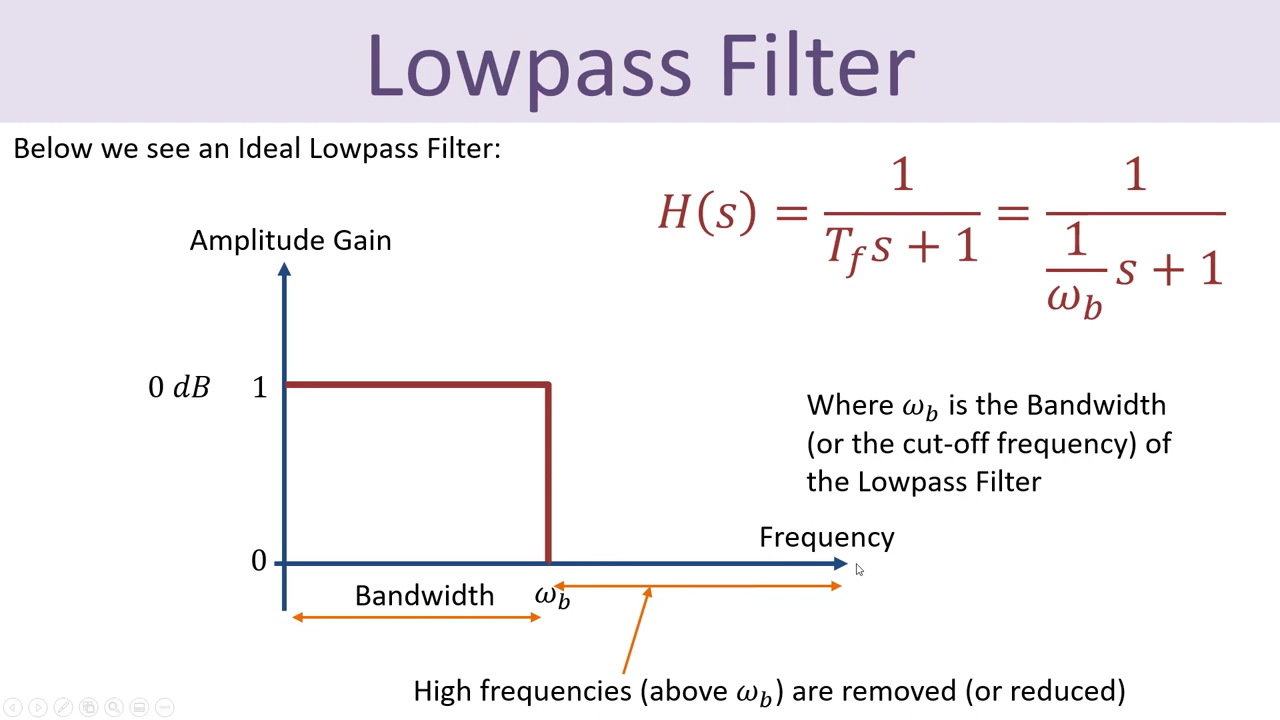 Lowpass Filter
Below we see an Ideal Lowpass Filter:
H(s) = 1/(T_f s + 1) = 1/((1/ω_b) s + 1)
Amplitude Gain
0 dB 1
Where ω_b is the Bandwidth
(or the cut-off frequency) of
the Lowpass Filter
Frequency
0
Bandwidth ω_b
High frequencies (above ω_b) are removed (or reduced)